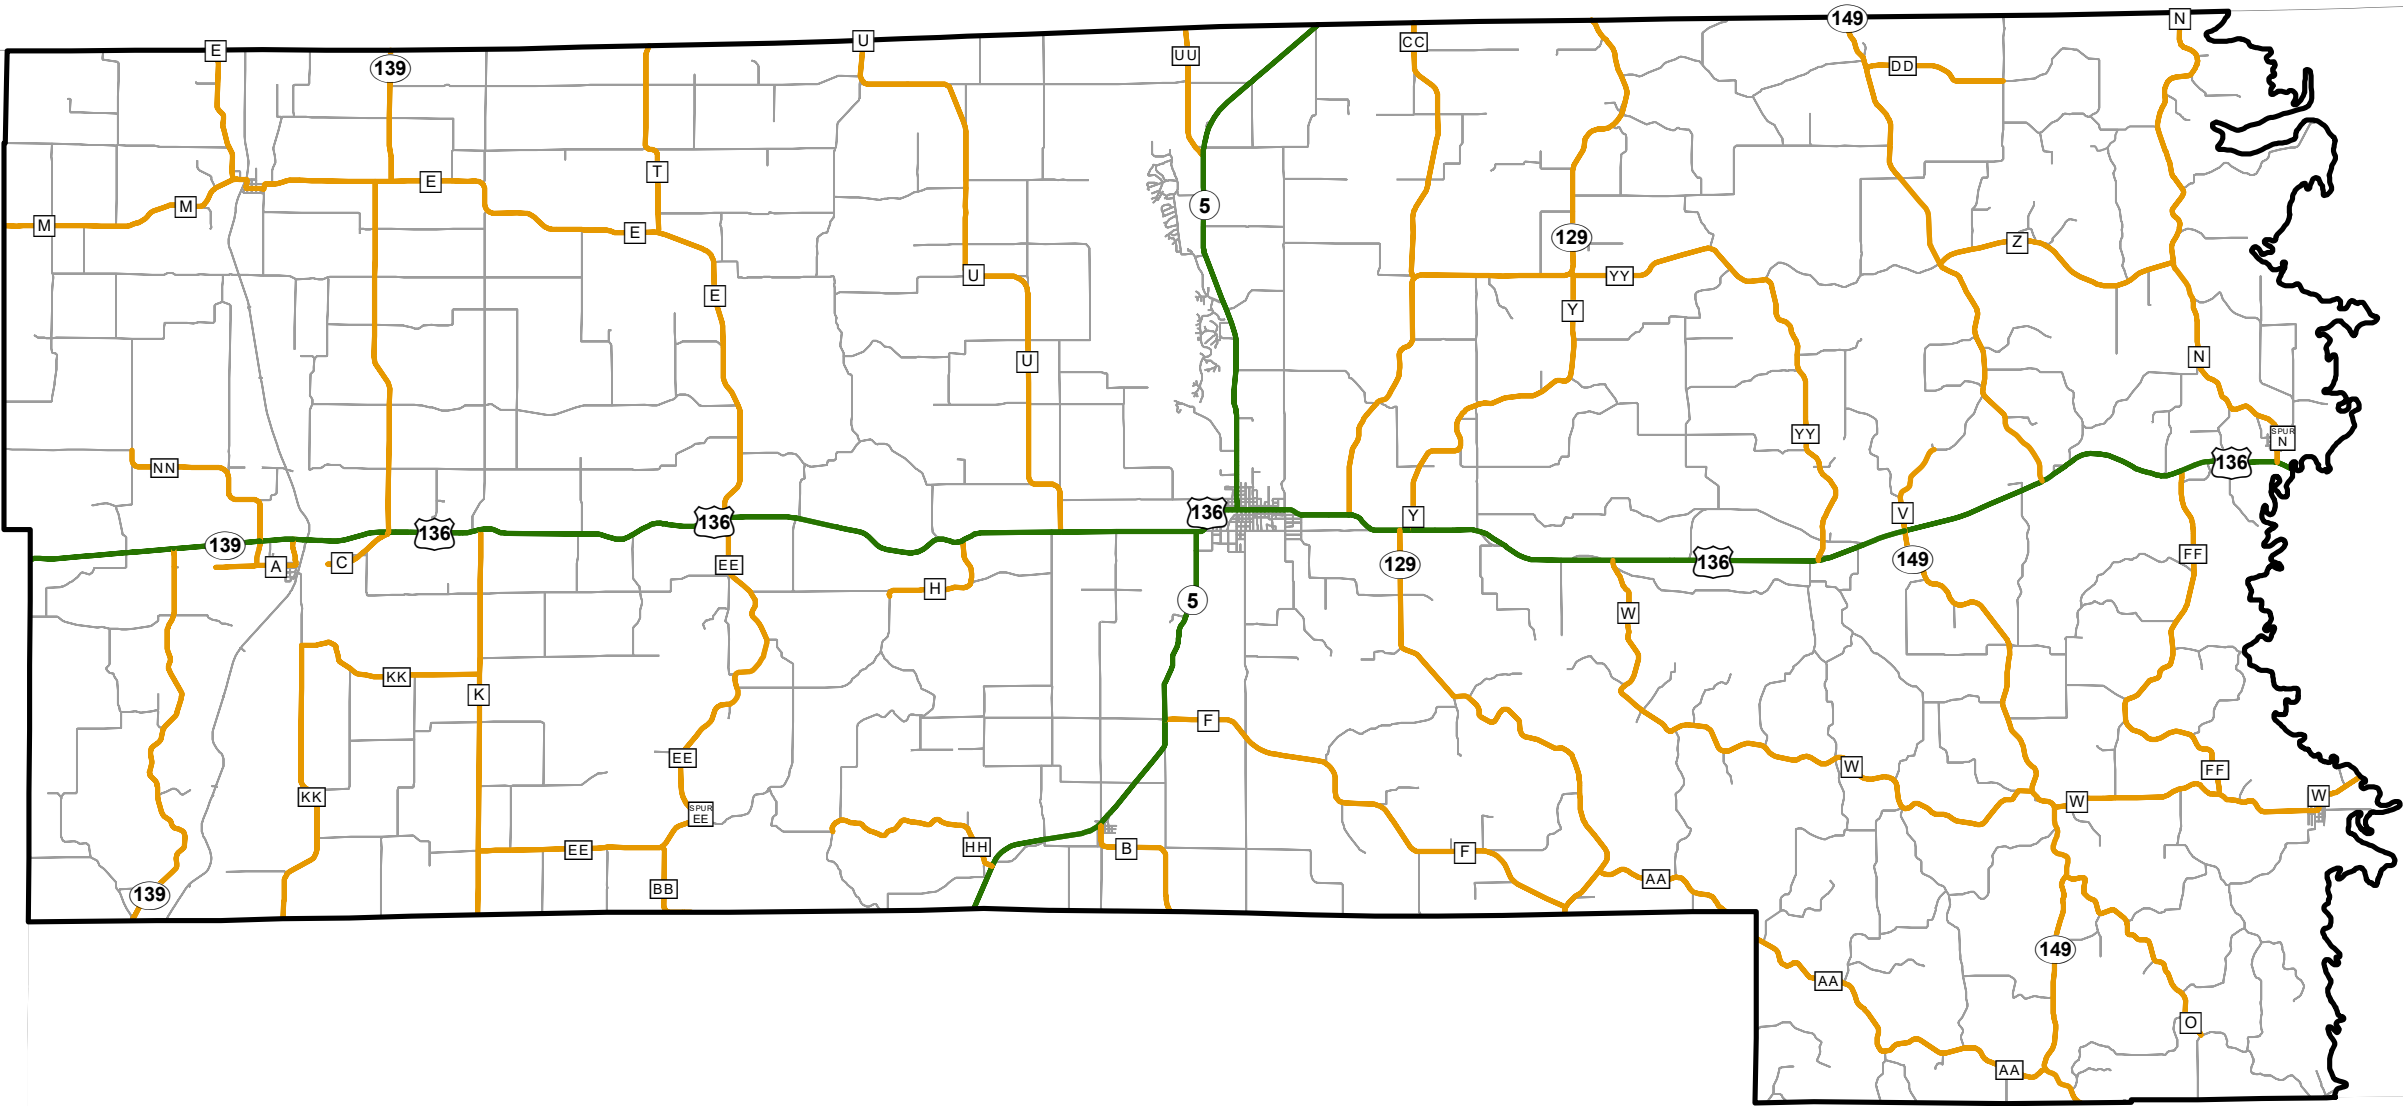 149
N
E
U
CC
UU
139
DD
T
E
M
5
M
E
129
Z
U
YY
E
Y
N
U
YY
SPUR
N
136
NN
136
V
Y
136
136
139
FF
149
136
C
129
EE
A
H
5
W
KK
K
F
EE
W
FF
KK
W
W
SPUR
EE
HH
B
EE
F
AA
BB
139
149
AA
O
AA